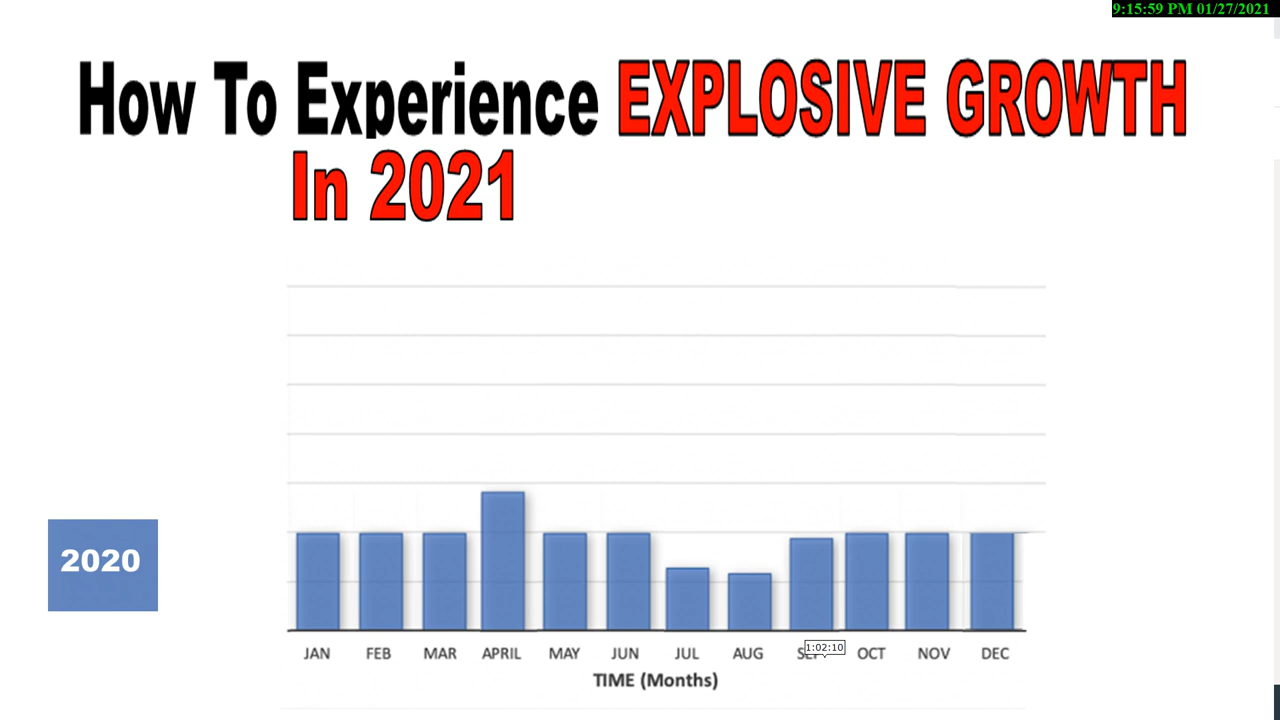 9:15:59 PM 01/27/2021
How To Experience EXPLOSIVE GROWTH
In 2021
2020
JAN FEB MAR APRIL MAY JUN JUL AUG OCT NOV DEC
1:02:10
TIME (Months)